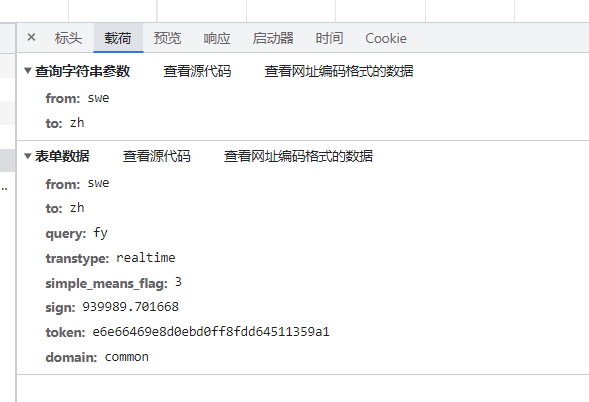 × 标头 载荷 预览 响应 启动器 时间 Cookie
▼查询字符串参数 查看源代码 查看网址编码格式的数据
from: swe
to: zh
▼表单数据 查看源代码 查看网址编码格式的数据
from: swe
to: zh
query: fy
transtype: realtime
simple_means_flag: 3
sign: 939989.701668
token: e6e66469e8d0ebd0ff8fdd64511359a1
domain: common
..